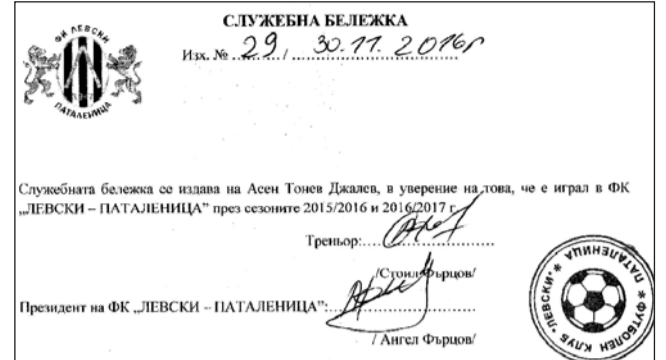 СЛУЖЕБНА БЕЛЕЖКА
Изх. № 29, 30.11.2016г
ФК ЛЕВСКИ
ПАТАЛЕНИЦА
Служебната бележка се издава на Асен Тонев Джалев, в уверение на това, че е играл в ФК
„ЛЕВСКИ – ПАТАЛЕНИЦА” през сезоните 2015/2016 и 2016/2017 г.
Треньор:
/Стоил Фърцов/
Президент на ФК „ЛЕВСКИ – ПАТАЛЕНИЦА”:
/ Ангел Фърцов/
* ФУТБОЛЕН КЛУБ "ЛЕВСКИ" * ПАТАЛЕНИЦА